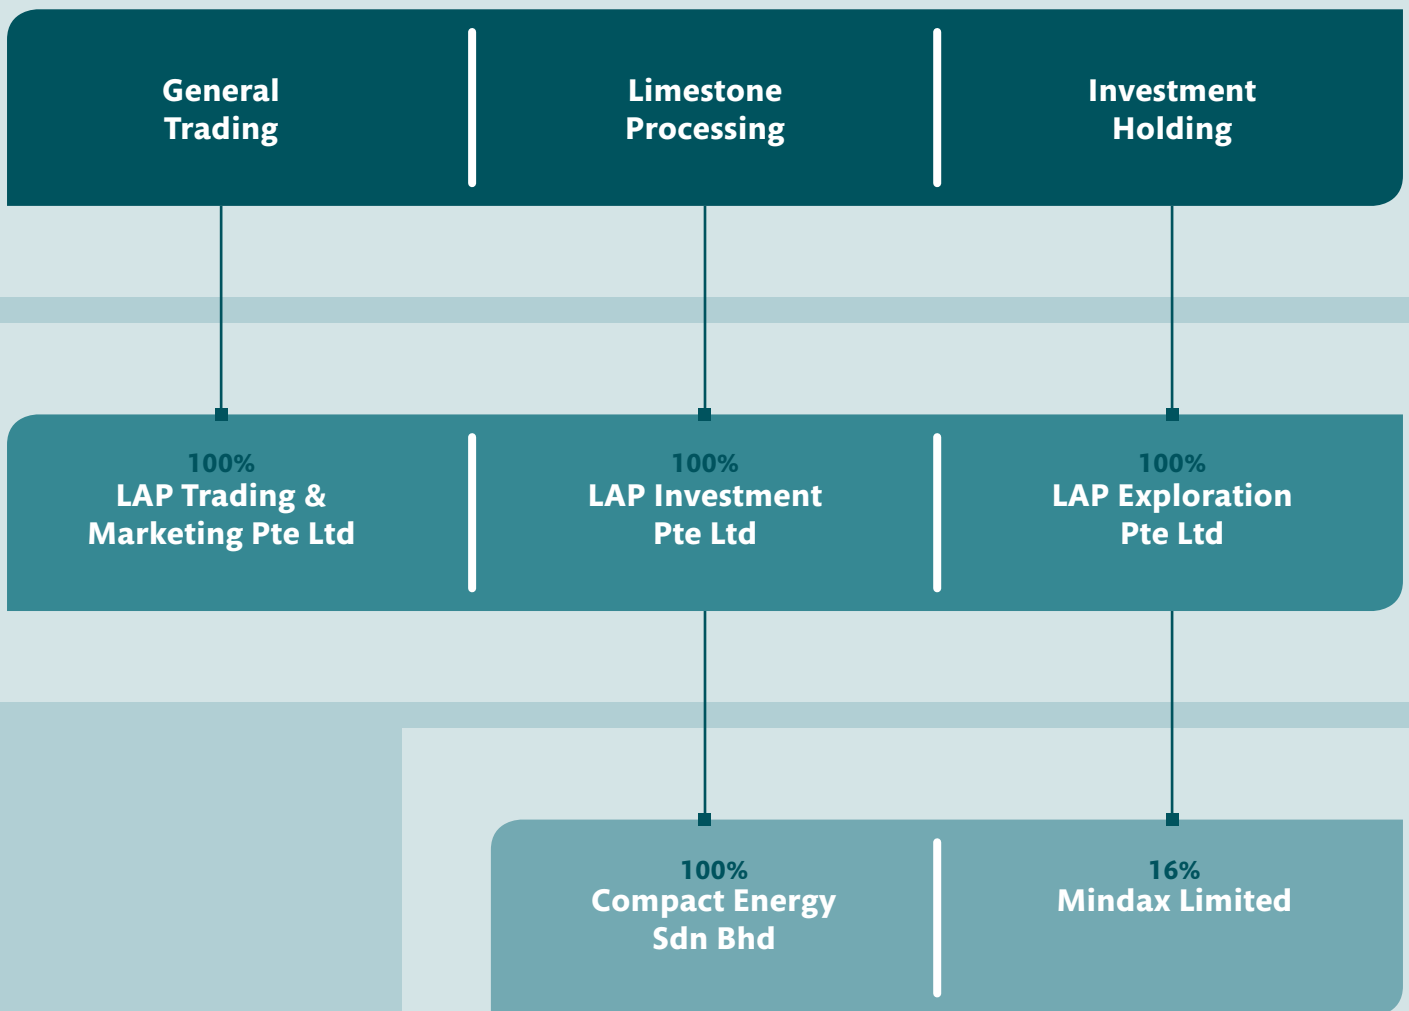 General
Trading
Limestone
Processing
Investment
Holding
100%
LAP Trading &
Marketing Pte Ltd
100%
LAP Investment
Pte Ltd
100%
LAP Exploration
Pte Ltd
100%
Compact Energy
Sdn Bhd
16%
Mindax Limited